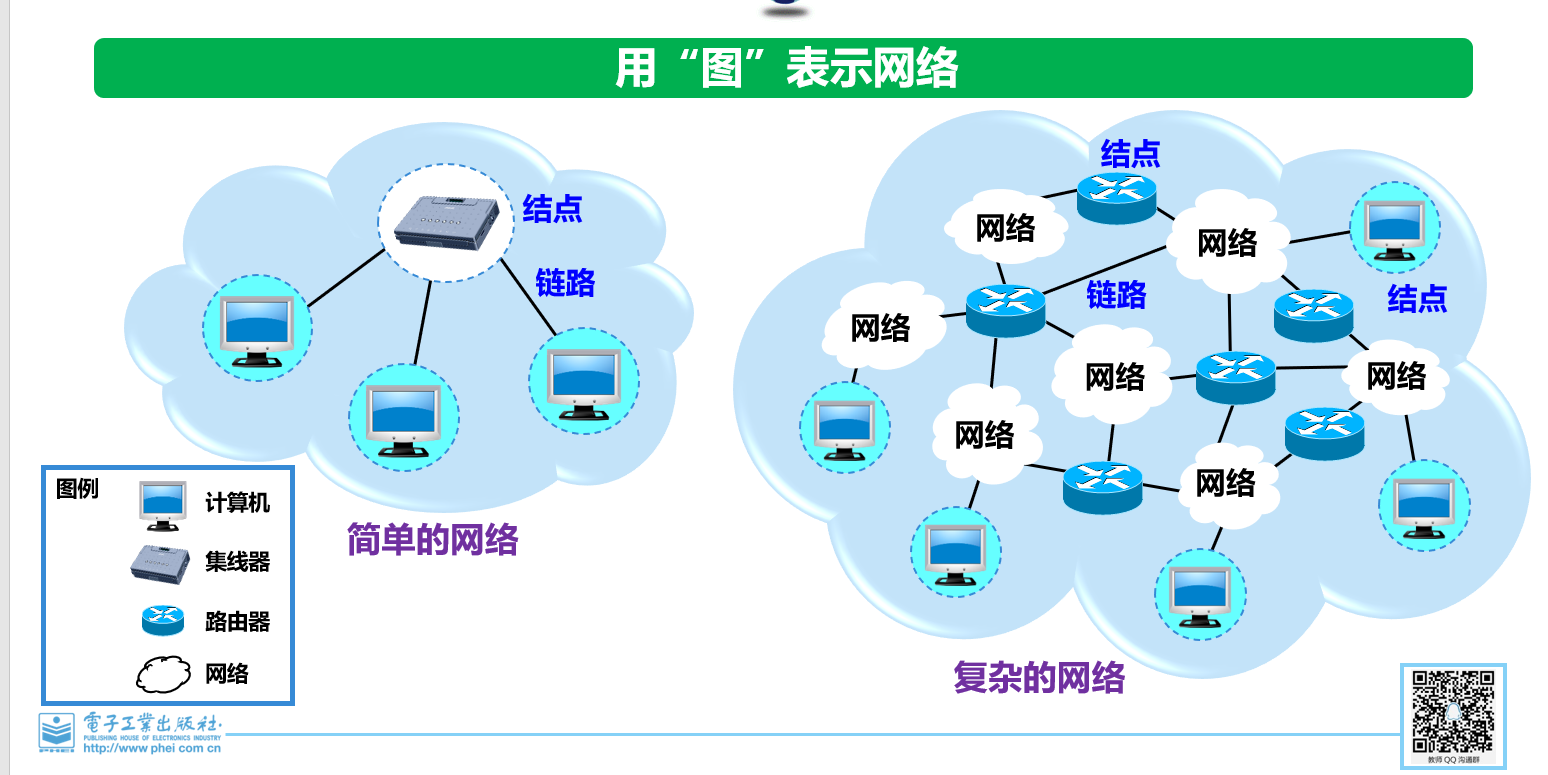 用“图”表示网络
结点
链路
简单的网络
图例
计算机
集线器
路由器
网络
结点
网络
网络
链路
结点
网络
网络
网络
网络
网络
复杂的网络
電子工業出版社·
PUBLISHING HOUSE OF ELECTRONICS INDUSTRY
http://www phei com cn
教师 QQ 沟通群